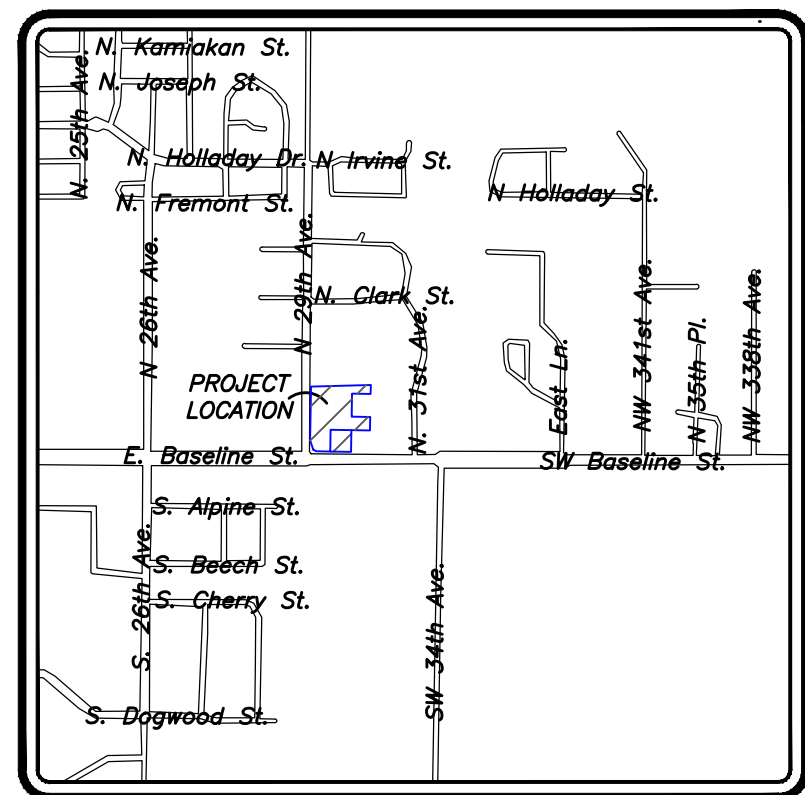 N. Kamiakan St.
N. Joseph St.
N. 25th Ave.
N. Holladay Dr.
N Irvine St.
N. Fremont St.
N Holladay St.
N 26th Ave.
N 29th Ave.
N. Clark St.
N. 31st Ave.
East Ln.
NW 341st Ave.
N 35th Pl.
NW 338th Ave.
PROJECT
LOCATION
E. Baseline St.
SW Baseline St.
S. Alpine St.
S. 26th Ave.
S. Beech St.
S. Cherry St.
SW 34th Ave.
S. Dogwood St.